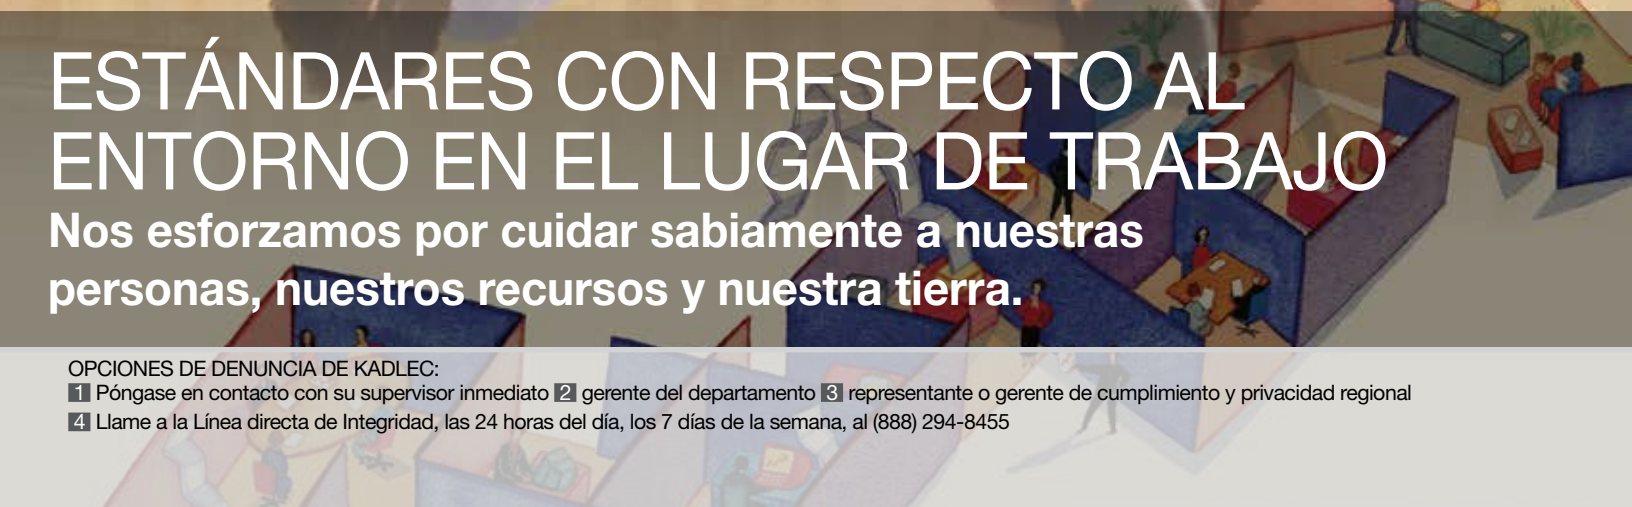 ESTÁNDARES CON RESPECTO AL
ENTORNO EN EL LUGAR DE TRABAJO
Nos esforzamos por cuidar sabiamente a nuestras
personas, nuestros recursos y nuestra tierra.
OPCIONES DE DENUNCIA DE KADLEC:
1 Póngase en contacto con su supervisor inmediato 2 gerente del departamento 3 representante o gerente de cumplimiento y privacidad regional
4 Llame a la Línea directa de Integridad, las 24 horas del día, los 7 días de la semana, al (888) 294-8455